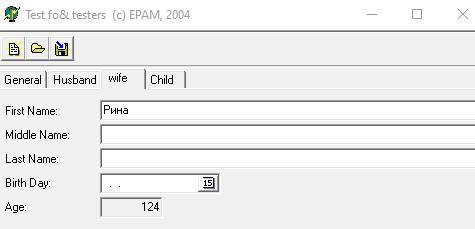 Test fo& testers (c) EPAM, 2004
General Husband wife Child
First Name: Рина
Middle Name:
Last Name:
Birth Day: . . 15
Age: 124